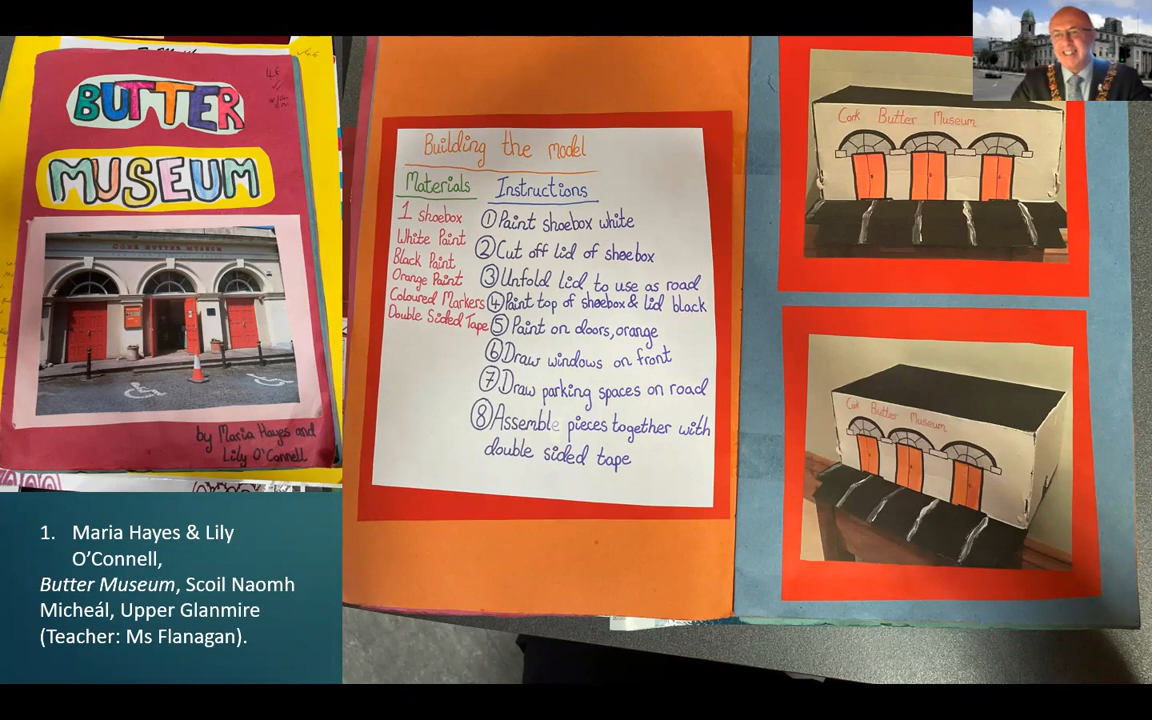 BUTTER
MUSEUM
CORK BUTTER MUSEUM
by Maria Hayes and
Lily O'Connell
1. Maria Hayes & Lily
O'Connell,
Butter Museum, Scoil Naomh
Micheál, Upper Glanmire
(Teacher: Ms Flanagan).
Building the model
Materials
1 shoebox
White Paint
Black Paint
Orange Paint
Coloured Markers
Double Sided Tape
Instructions
① Paint shoebox white
② Cut off lid of shoebox
③ Unfold lid to use as road
④ Paint top of shoebox & lid black
⑤ Paint on doors, orange
⑥ Draw windows on front
⑦ Draw parking spaces on road
⑧ Assemble pieces together with
double sided tape
Cork Butter Museum
Cork Butter Museum